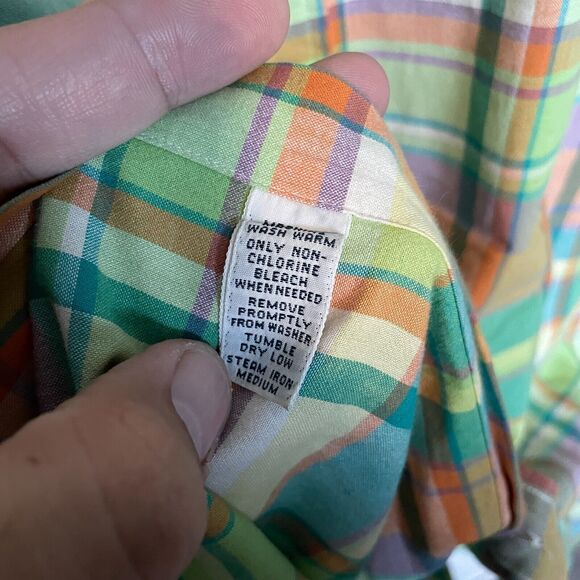 WASH WARM
ONLY NON-
CHLORINE
BLEACH
WHEN NEEDED
REMOVE
PROMPTLY
FROM WASHER
TUMBLE
DRY LOW
STEAM IRON
MEDIUM